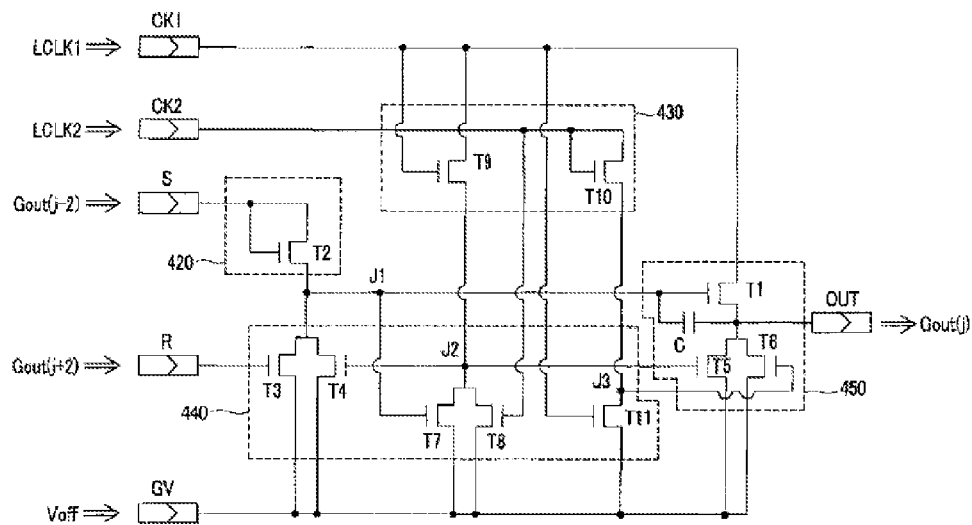 CK1
LCLK1
CK2
430
LCLK2
T9
T10
S
Gout(j-2)
T2
420
J1
T1
OUT
Gout(j)
C
R
Gout(j+2)
J2
T6
T3
T4
T5
J3
440
450
T7
T8
T11
GV
Voff